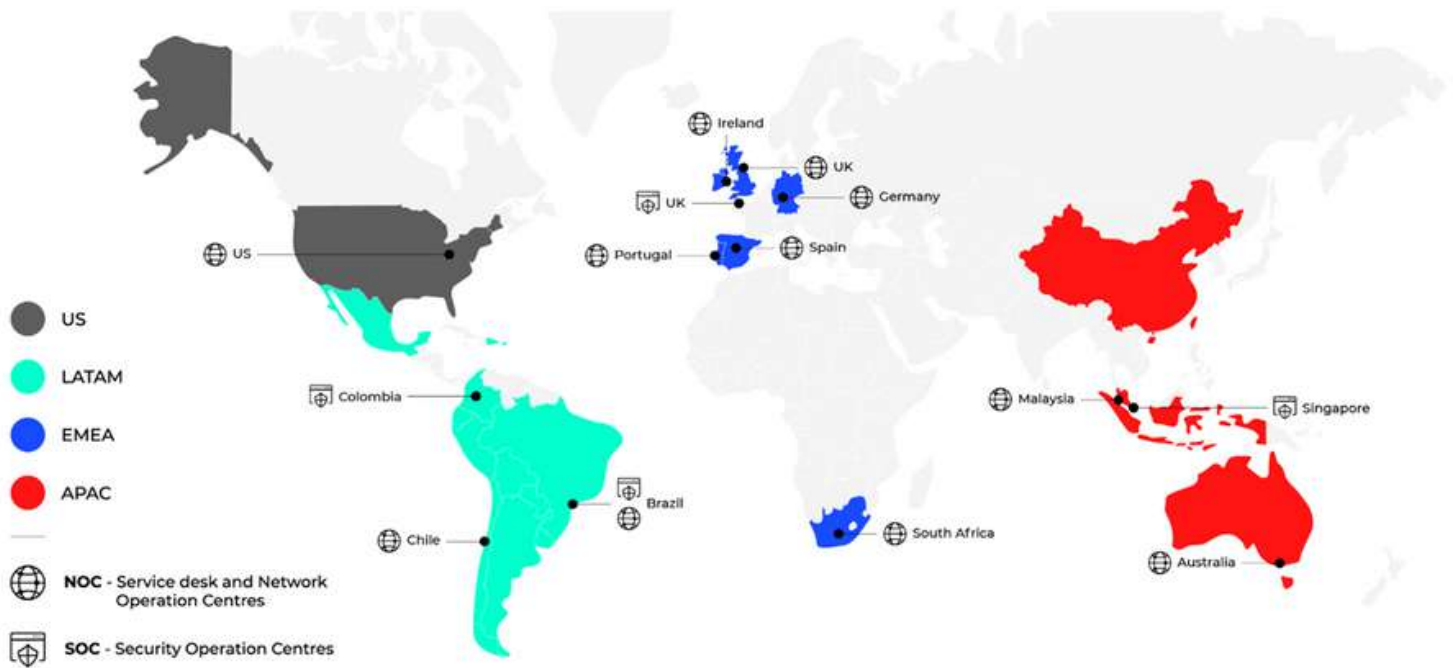 Ireland
UK
UK
Germany
US
Portugal
Spain
US
LATAM
Colombia
Malaysia
Singapore
EMEA
APAC
Brazil
Chile
South Africa
Australia
NOC - Service desk and Network
Operation Centres
SOC - Security Operation Centres